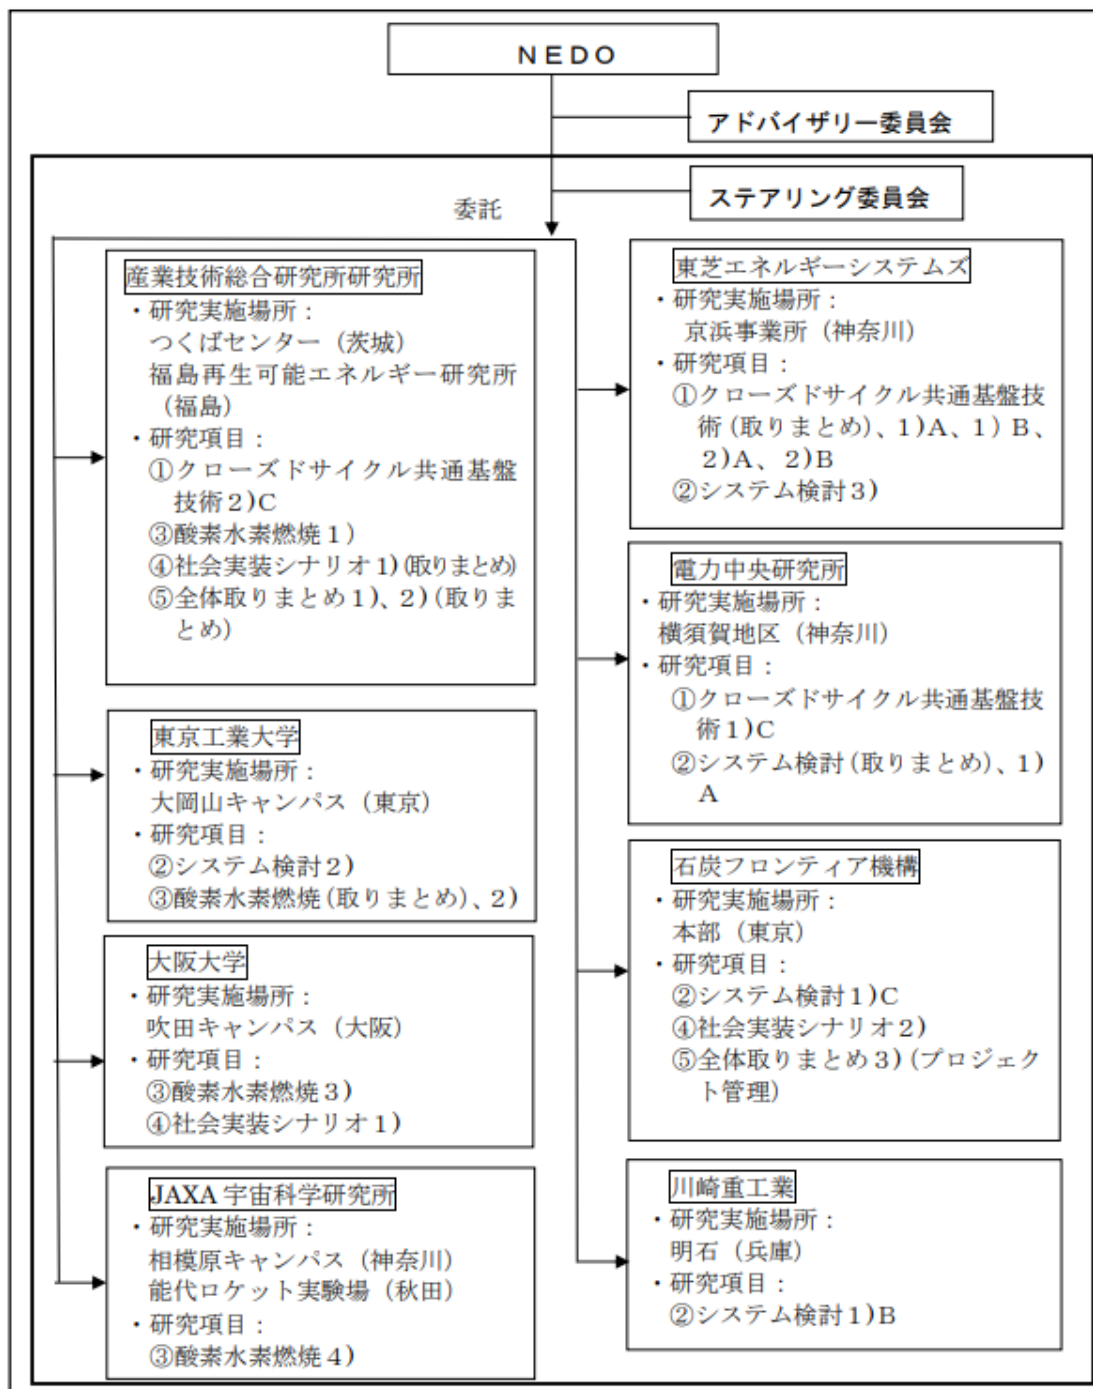 NEDO
アドバイザリー委員会
ステアリング委員会
委託
産業技術総合研究所研究所
・研究実施場所：
つくばセンター（茨城）
福島再生可能エネルギー研究所
（福島）
・研究項目：
①クローズドサイクル共通基盤
技術２)C
③酸素水素燃焼１)
④社会実装シナリオ１)(取りまとめ)
⑤全体取りまとめ１)、２)(取りま
とめ)
東京工業大学
・研究実施場所：
大岡山キャンパス（東京）
・研究項目：
②システム検討２)
③酸素水素燃焼(取りまとめ)、２)
大阪大学
・研究実施場所：
吹田キャンパス（大阪）
・研究項目：
③酸素水素燃焼３)
④社会実装シナリオ１)
JAXA 宇宙科学研究所
・研究実施場所：
相模原キャンパス（神奈川）
能代ロケット実験場（秋田）
・研究項目：
③酸素水素燃焼４)
東芝エネルギーシステムズ
・研究実施場所：
京浜事業所（神奈川）
・研究項目：
①クローズドサイクル共通基盤技
術(取りまとめ)、１)A、１）B、
２)A、２)B
②システム検討３)
電力中央研究所
・研究実施場所：
横須賀地区（神奈川）
・研究項目：
①クローズドサイクル共通基盤技
術１)C
②システム検討(取りまとめ)、１)
A
石炭フロンティア機構
・研究実施場所：
本部（東京）
・研究項目：
②システム検討１)C
④社会実装シナリオ２)
⑤全体取りまとめ３)(プロジェク
ト管理)
川崎重工業
・研究実施場所：
明石（兵庫）
・研究項目：
②システム検討１)B